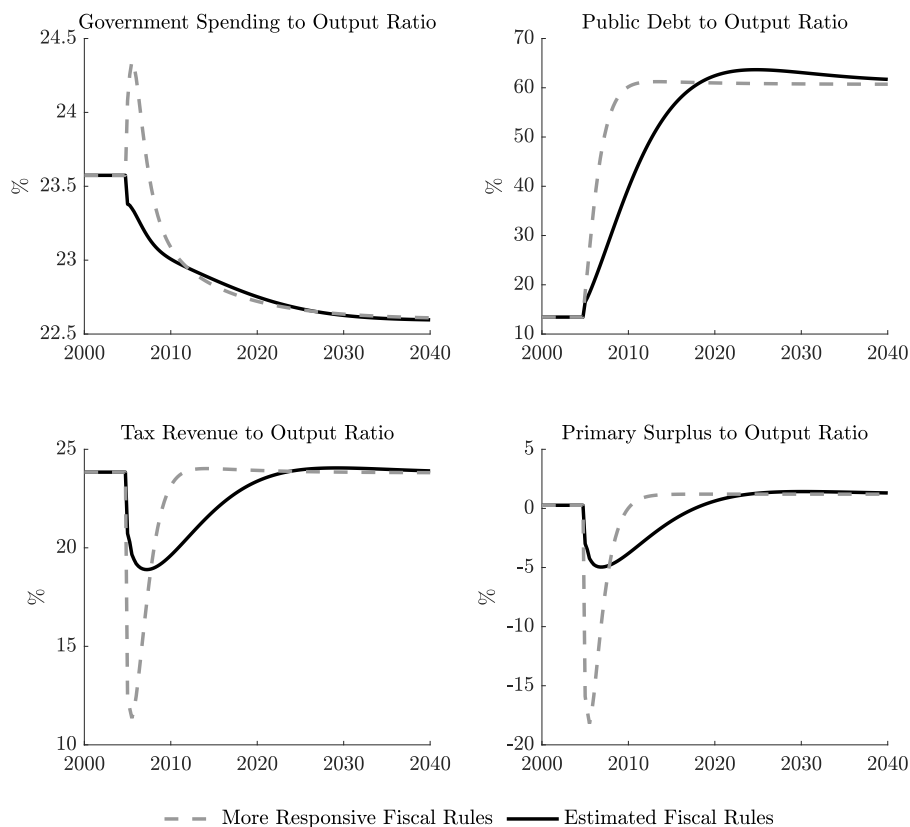 Government Spending to Output Ratio
24.5
24
23.5
23
22.5
%
2000 2010 2020 2030 2040
Public Debt to Output Ratio
70
60
50
40
30
20
10
%
2000 2010 2020 2030 2040
Tax Revenue to Output Ratio
25
20
15
10
%
2000 2010 2020 2030 2040
Primary Surplus to Output Ratio
5
0
-5
-10
-15
-20
%
2000 2010 2020 2030 2040
More Responsive Fiscal Rules Estimated Fiscal Rules